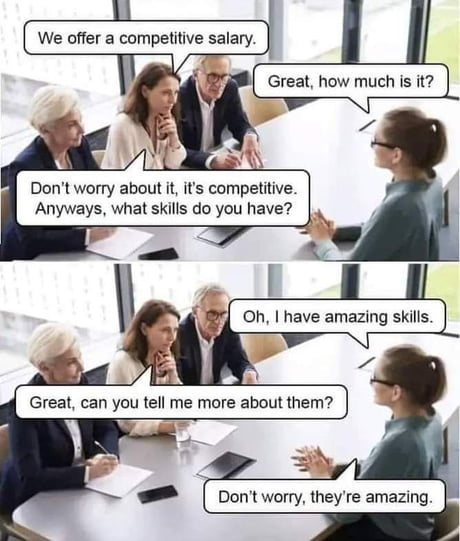 We offer a competitive salary.
Great, how much is it?
Don't worry about it, it's competitive.
Anyways, what skills do you have?
Oh, I have amazing skills.
Great, can you tell me more about them?
Don't worry, they're amazing.